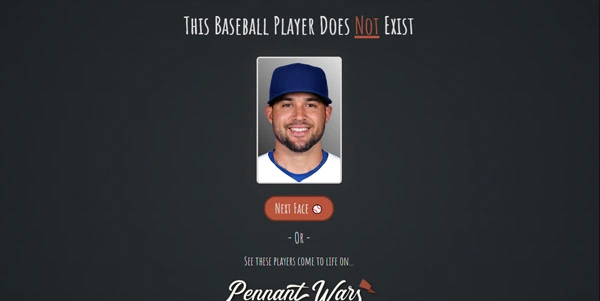 This Baseball Player Does Not Exist
Next Face
- Or -
See these players come to life on...
Pennant Wars